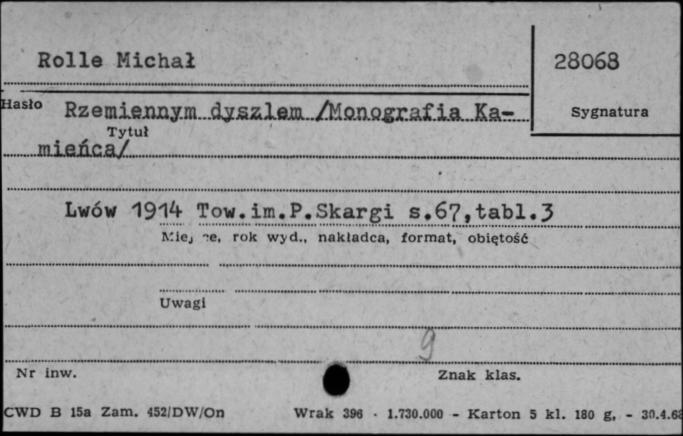 Rolle Michał
28068
Hasło Rzemiennym dyszlem /Monografia Ka-
Sygnatura
Tytuł
mieńca/
Lwów 1914 Tow.im.P.Skargi s.67,tabl.3
rok wyd., nakładca, format, objętość
Uwagi
9
Nr inw.
Znak klas.
CWD B 15a Zam. 452/DW/On Wrak 396 - 1.730.000 - Karton 5 kl. 180 g, - 30.4.68